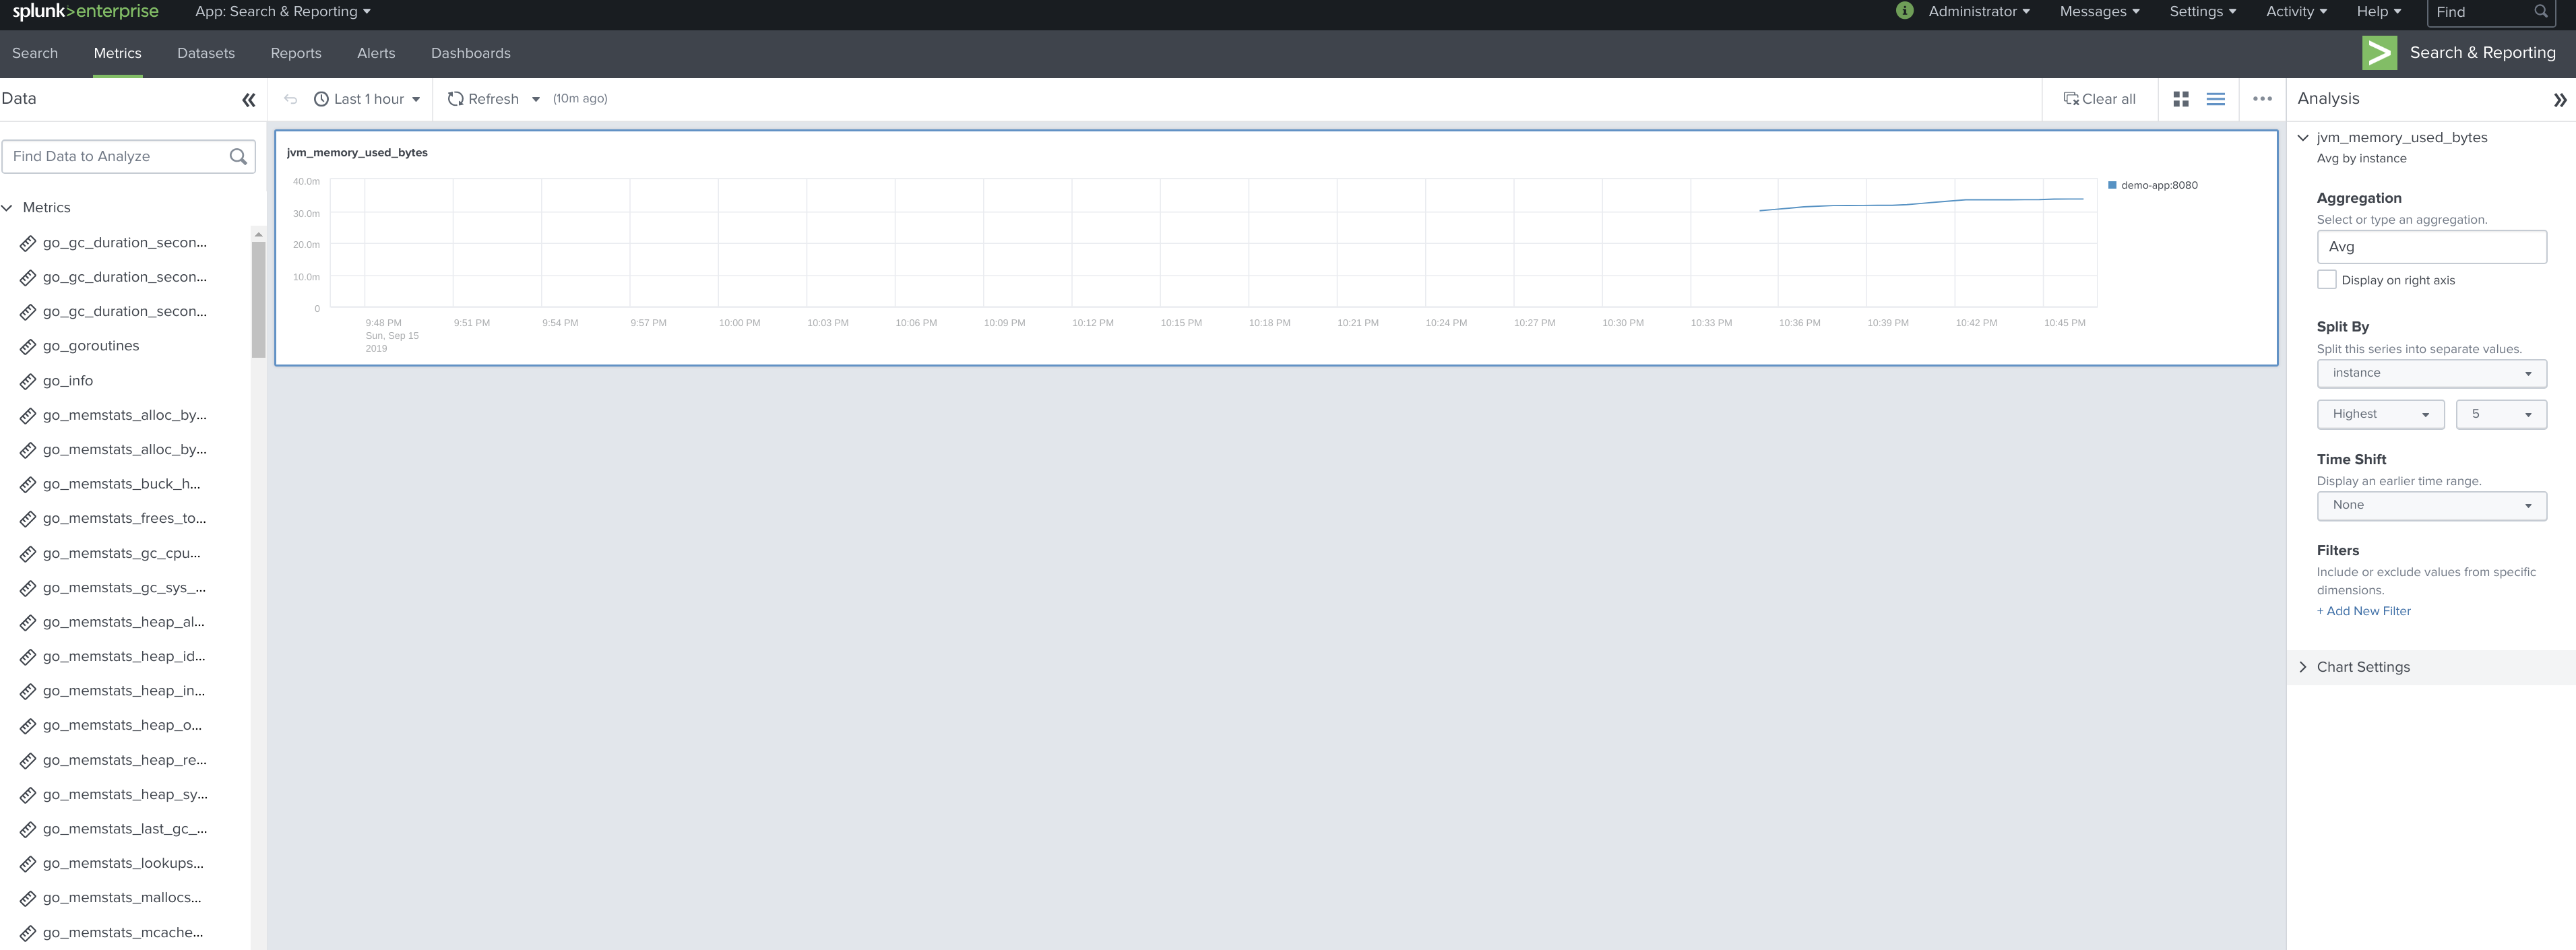 splunk>enterprise App: Search & Reporting
i Administrator Messages Settings Activity Help Find
Search Metrics Datasets Reports Alerts Dashboards
Search & Reporting
Data
Last 1 hour Refresh (10m ago)
Clear all
Find Data to Analyze
Metrics
go_gc_duration_secon...
go_gc_duration_secon...
go_gc_duration_secon...
go_goroutines
go_info
go_memstats_alloc_by...
go_memstats_alloc_by...
go_memstats_buck_h...
go_memstats_frees_to...
go_memstats_gc_cpu...
go_memstats_gc_sys_...
go_memstats_heap_al...
go_memstats_heap_id...
go_memstats_heap_in...
go_memstats_heap_o...
go_memstats_heap_re...
go_memstats_heap_sy...
go_memstats_last_gc_...
go_memstats_lookups...
go_memstats_mallocs...
go_memstats_mcache...
jvm_memory_used_bytes
40.0m
30.0m
20.0m
10.0m
0
9:48 PM 9:51 PM 9:54 PM 9:57 PM 10:00 PM 10:03 PM 10:06 PM 10:09 PM 10:12 PM 10:15 PM 10:18 PM 10:21 PM 10:24 PM 10:27 PM 10:30 PM 10:33 PM 10:36 PM 10:39 PM 10:42 PM 10:45 PM
Sun, Sep 15
2019
demo-app:8080
Analysis
jvm_memory_used_bytes
Avg by instance
Aggregation
Select or type an aggregation.
Avg
Display on right axis
Split By
Split this series into separate values.
instance
Highest 5
Time Shift
Display an earlier time range.
None
Filters
Include or exclude values from specific
dimensions.
+ Add New Filter
Chart Settings